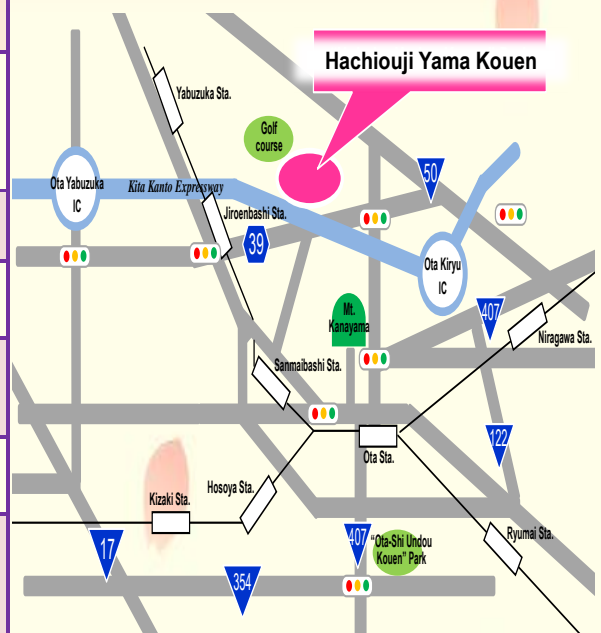 Hachiouji Yama Kouen
Yabuzuka Sta.
Golf
course
Ota Yabuzuka
IC
Kita Kanto Expressway
50
Jiroenbashi Sta.
39
Ota Kiryu
IC
Mt.
Kanayama
407
Niragawa Sta.
Sanmaibashi Sta.
122
Ota Sta.
Hosoya Sta.
Kizaki Sta.
17
407
"Ota-Shi Undou
Kouen" Park
Ryumai Sta.
354